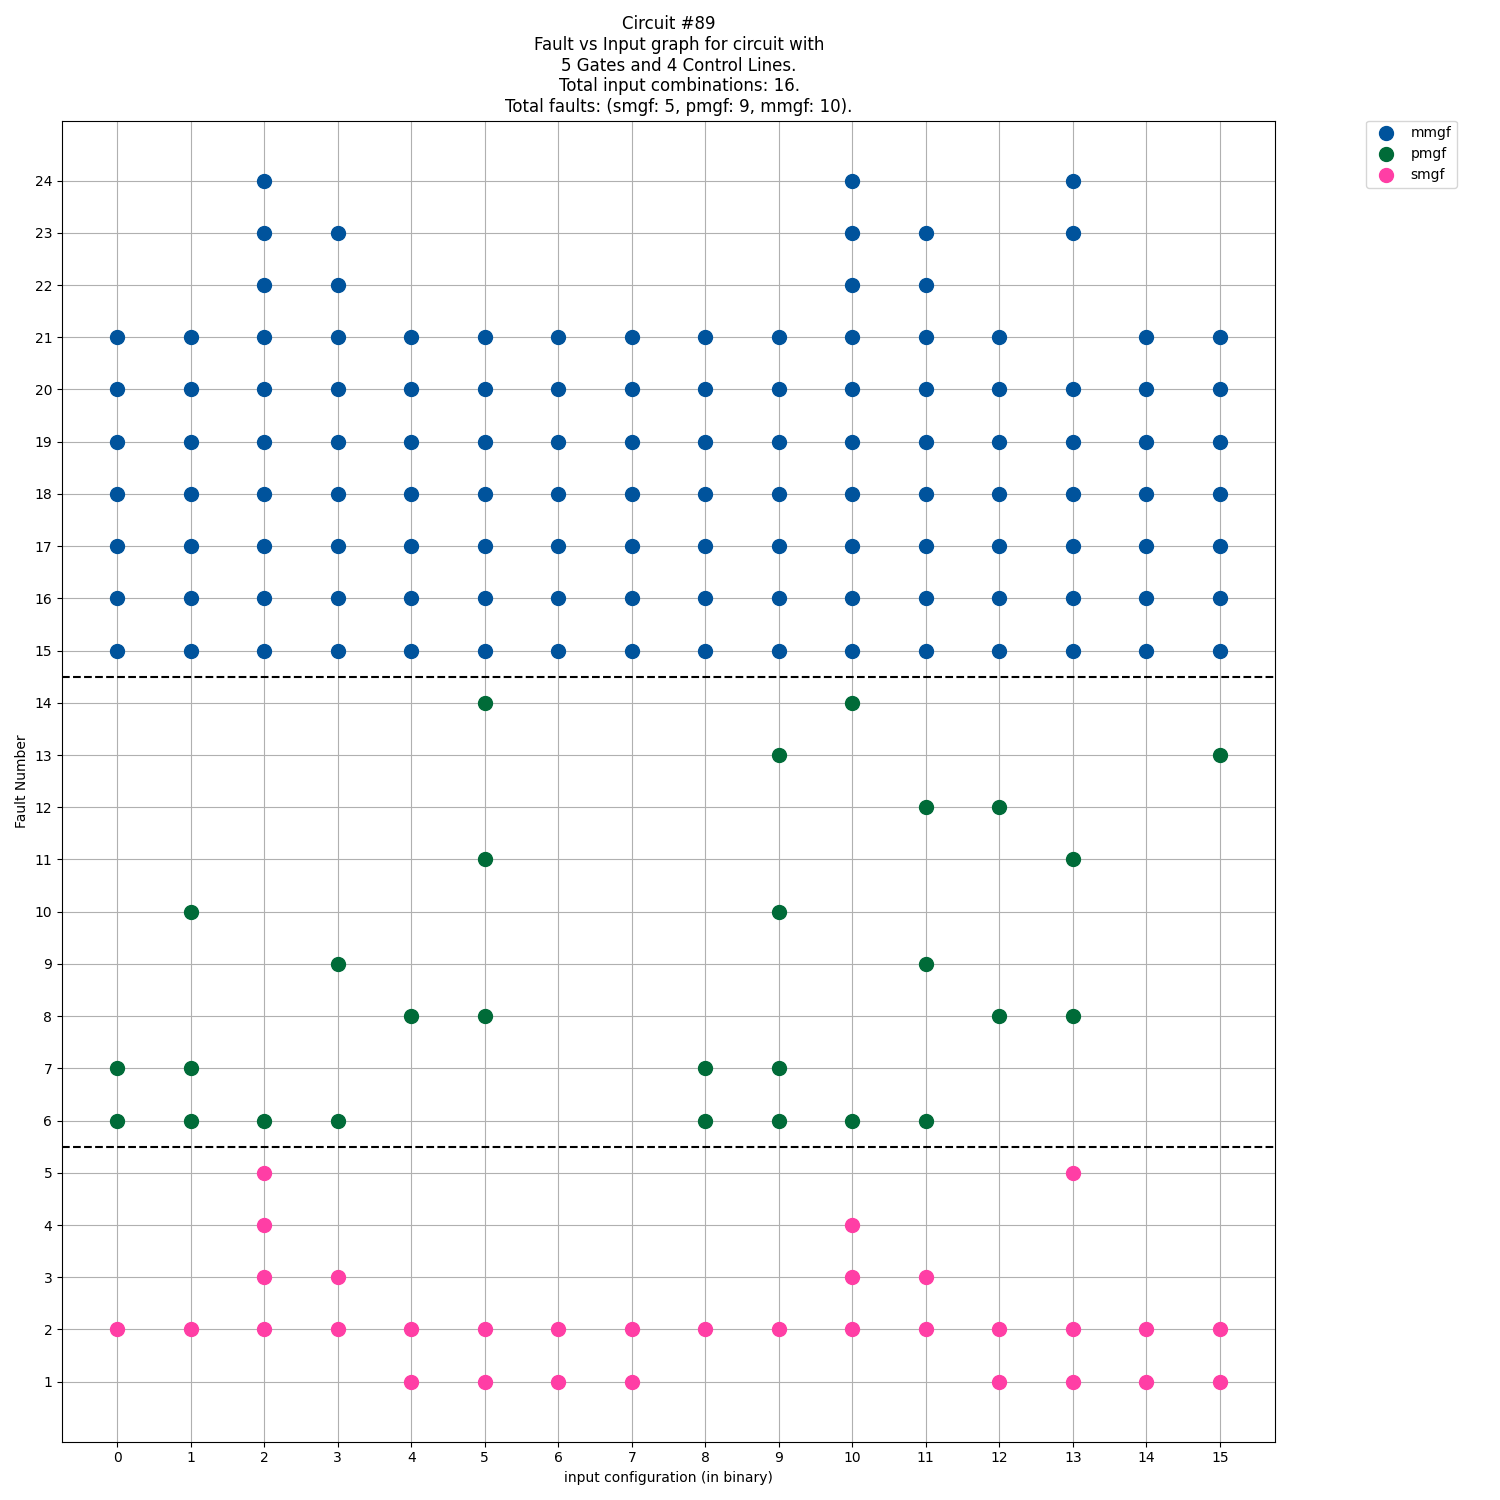 Circuit #89
Fault vs Input graph for circuit with
5 Gates and 4 Control Lines.
Total input combinations: 16.
Total faults: (smgf: 5, pmgf: 9, mmgf: 10).
mmgf
pmgf
smgf
24
23
22
21
20
19
18
17
16
15
14
13
12
11
10
9
8
7
6
5
4
3
2
1
Fault Number
0 1 2 3 4 5 6 7 8 9 10 11 12 13 14 15
input configuration (in binary)